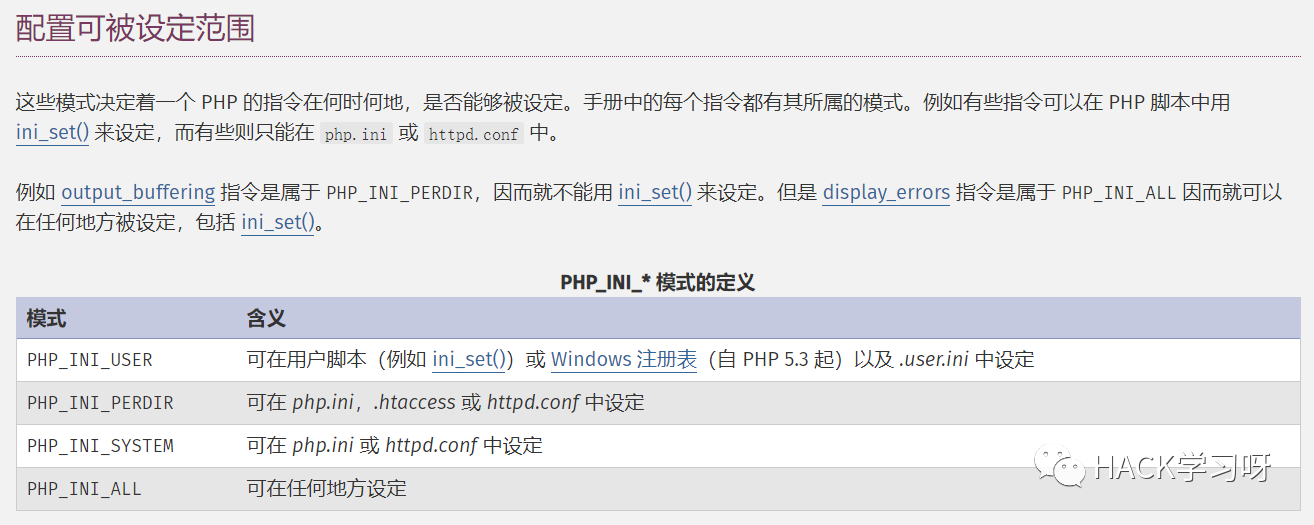 配置可被设定范围
这些模式决定着一个 PHP 的指令在何时何地，是否能够被设定。手册中的每个指令都有其所属的模式。例如有些指令可以在 PHP 脚本中用
ini_set() 来设定，而有些则只能在 php.ini 或 httpd.conf 中。
例如 output_buffering 指令是属于 PHP_INI_PERDIR，因而就不能用 ini_set() 来设定。但是 display_errors 指令是属于 PHP_INI_ALL 因而就可以
在任何地方被设定，包括 ini_set()。
PHP_INI_* 模式的定义
模式 含义
PHP_INI_USER 可在用户脚本（例如 ini_set()）或 Windows 注册表（自 PHP 5.3 起）以及 .user.ini 中设定
PHP_INI_PERDIR 可在 php.ini，.htaccess 或 httpd.conf 中设定
PHP_INI_SYSTEM 可在 php.ini 或 httpd.conf 中设定
PHP_INI_ALL 可在任何地方设定
HACK学习呀